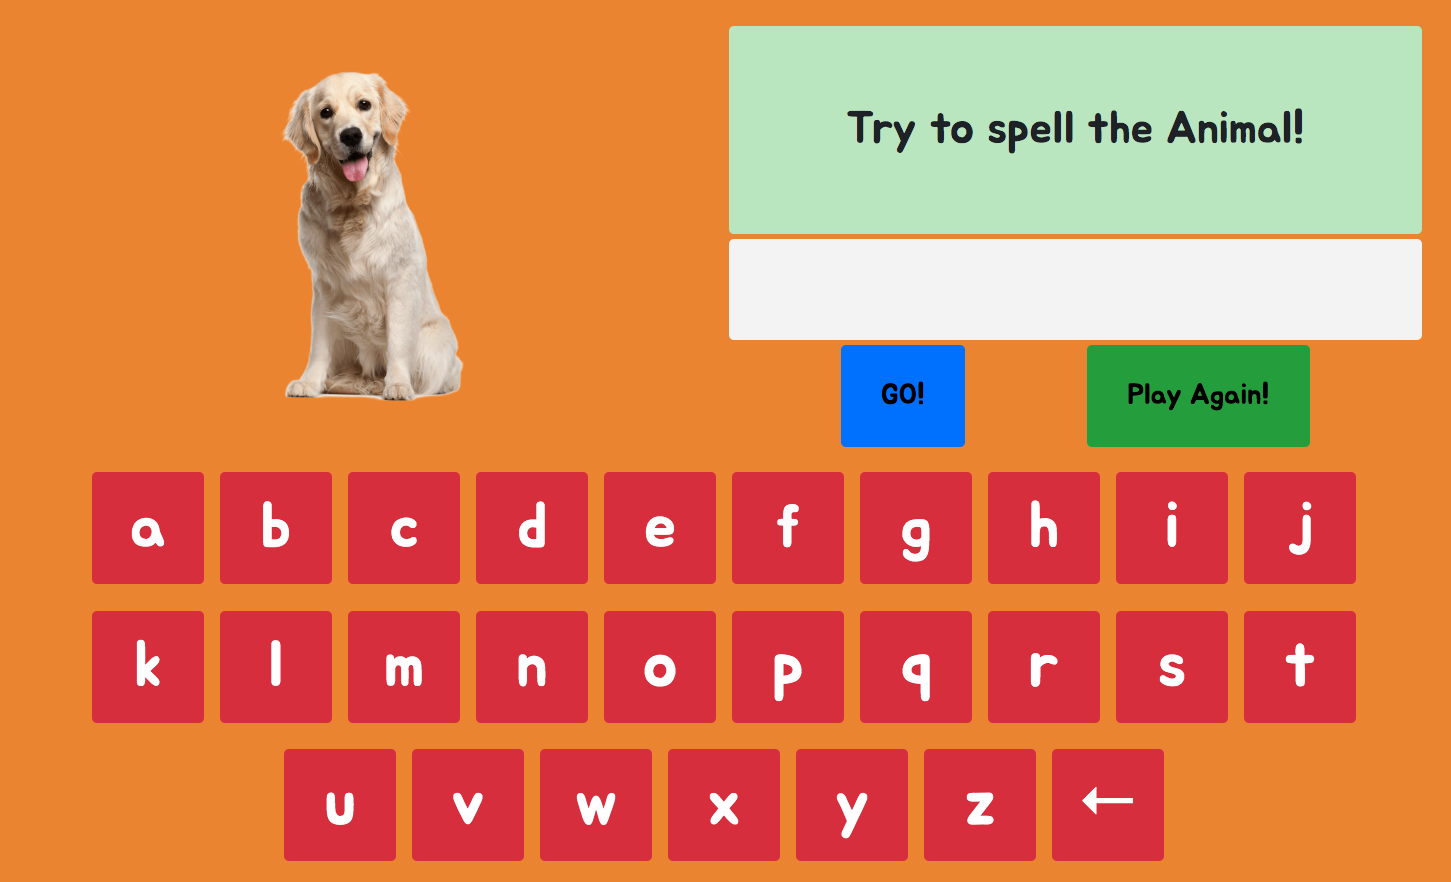 Try to spell the Animal!
GO! Play Again!
a b c d e f g h i j
k l m n o p q r s t
u v w x y z ←